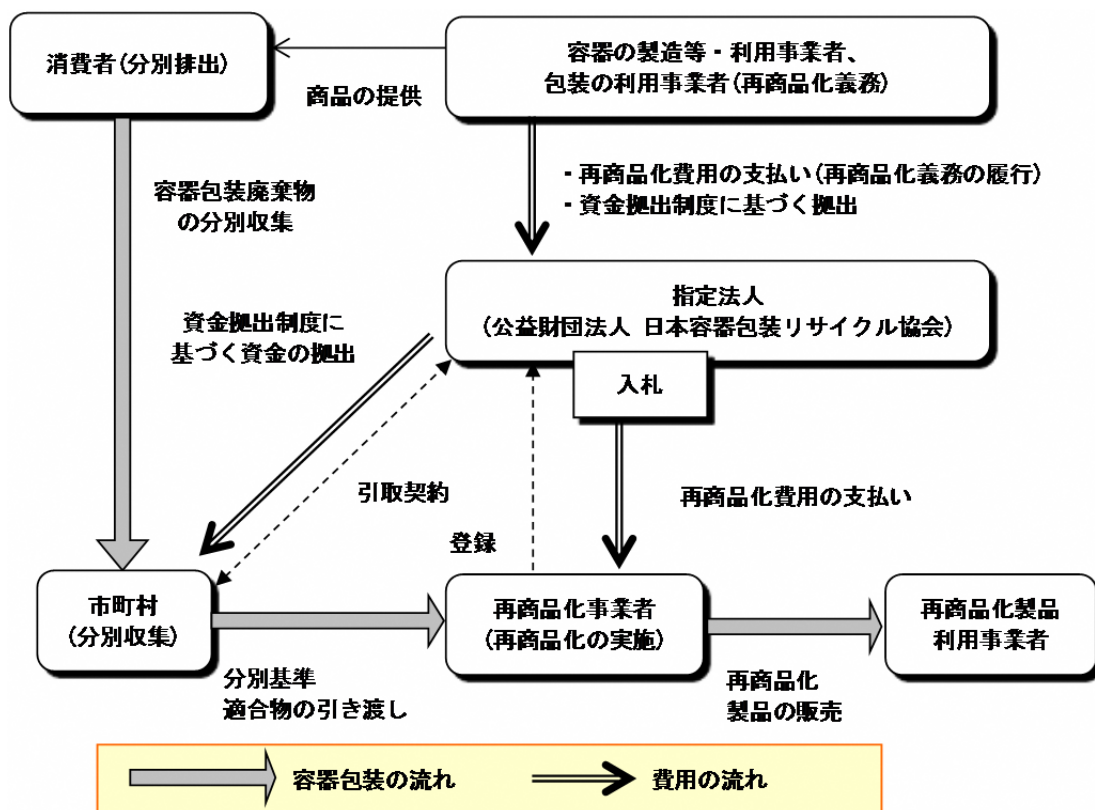 消費者(分別排出)
容器の製造等・利用事業者、
包装の利用事業者(再商品化義務)
商品の提供
・再商品化費用の支払い(再商品化義務の履行)
・資金拠出制度に基づく拠出
容器包装廃棄物
の分別収集
指定法人
(公益財団法人 日本容器包装リサイクル協会)
資金拠出制度に
基づく資金の拠出
入札
引取契約
再商品化費用の支払い
登録
市町村
(分別収集)
再商品化事業者
(再商品化の実施)
再商品化製品
利用事業者
分別基準
適合物の引き渡し
再商品化
製品の販売
容器包装の流れ
費用の流れ